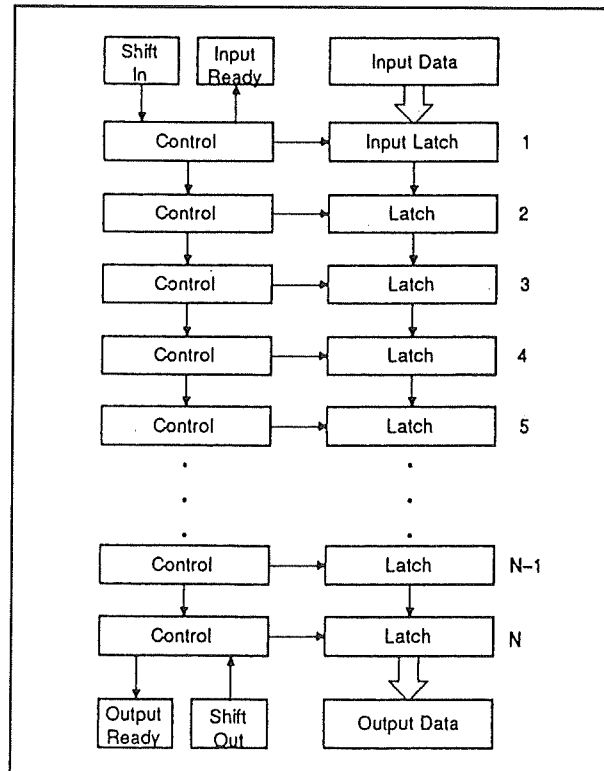 Shift Input Input Data
In Ready
Control Input Latch 1
Control Latch 2
Control Latch 3
Control Latch 4
Control Latch 5
Control Latch N–1
Control Latch N
Output Shift Output Data
Ready Out